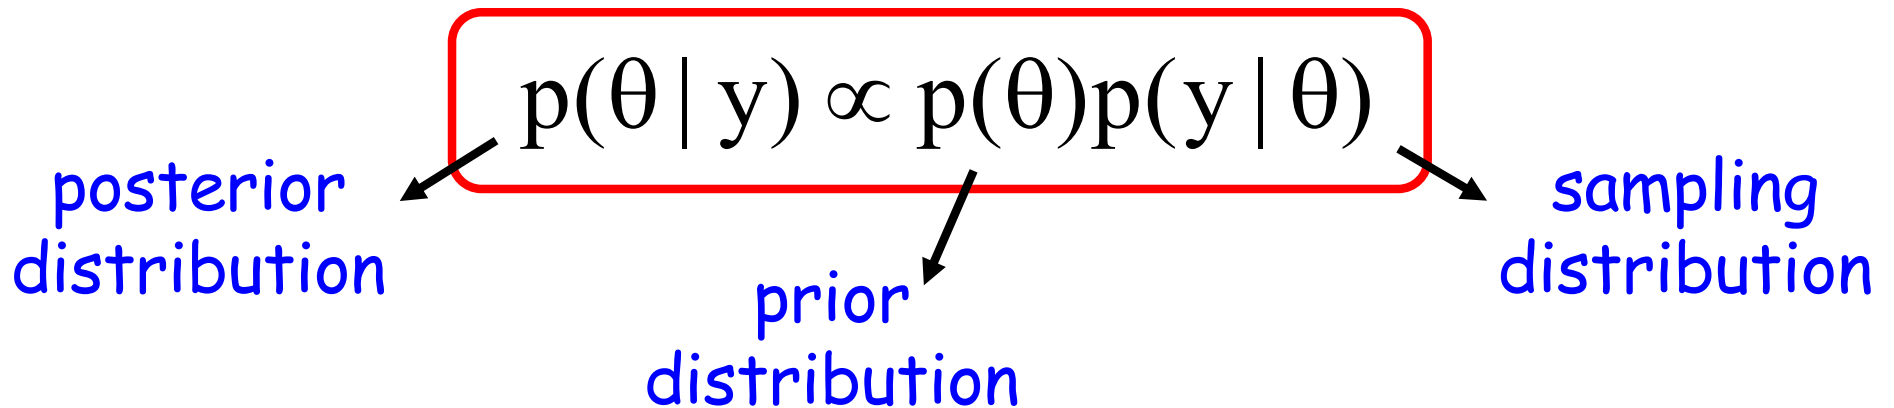 p(θ | y) ∝ p(θ)p(y | θ)
posterior
distribution
prior
distribution
sampling
distribution